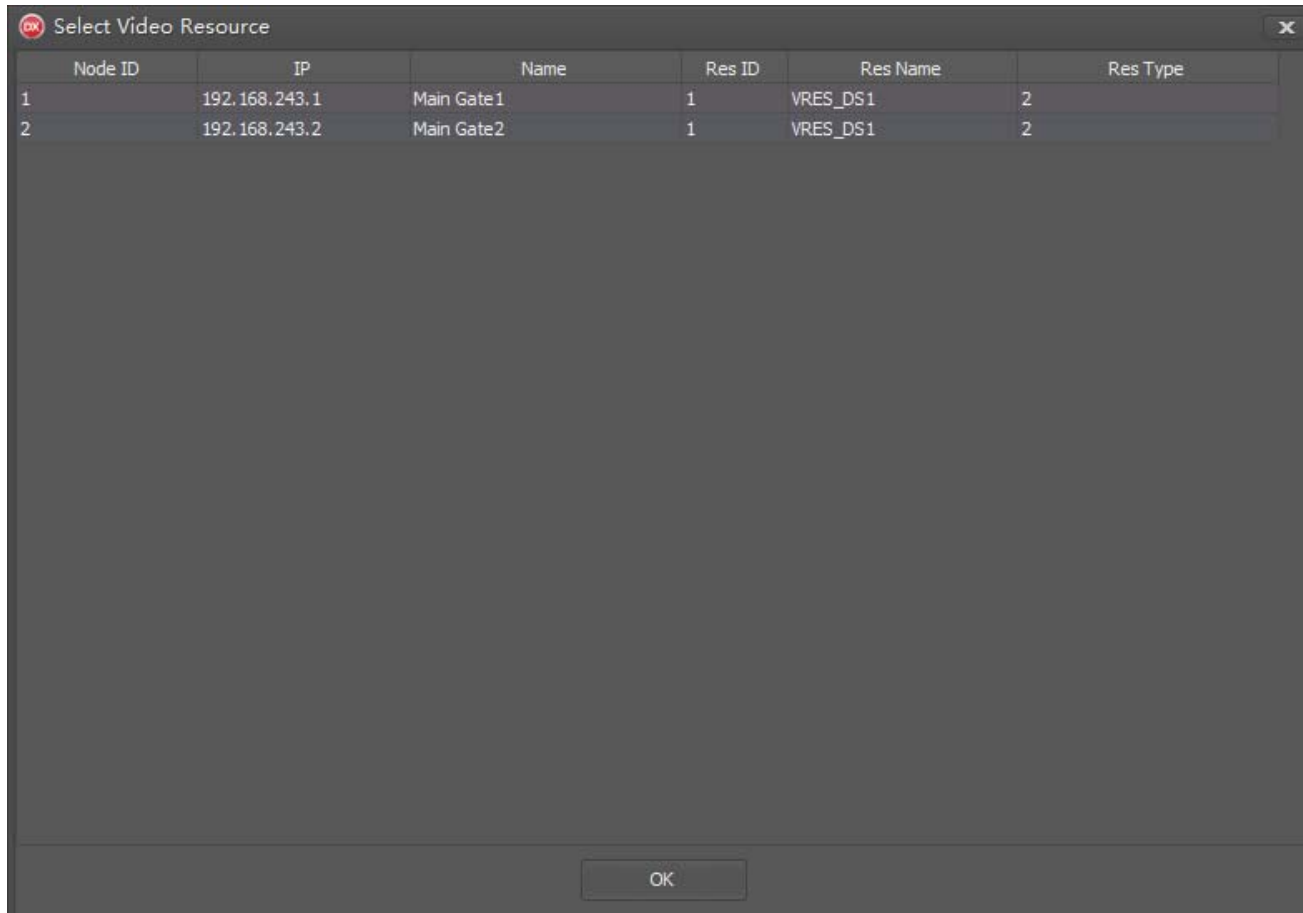 DX Select Video Resource X
Node ID IP Name Res ID Res Name Res Type
1 192.168.243.1 Main Gate1 1 VRES_DS1 2
2 192.168.243.2 Main Gate2 1 VRES_DS1 2
OK